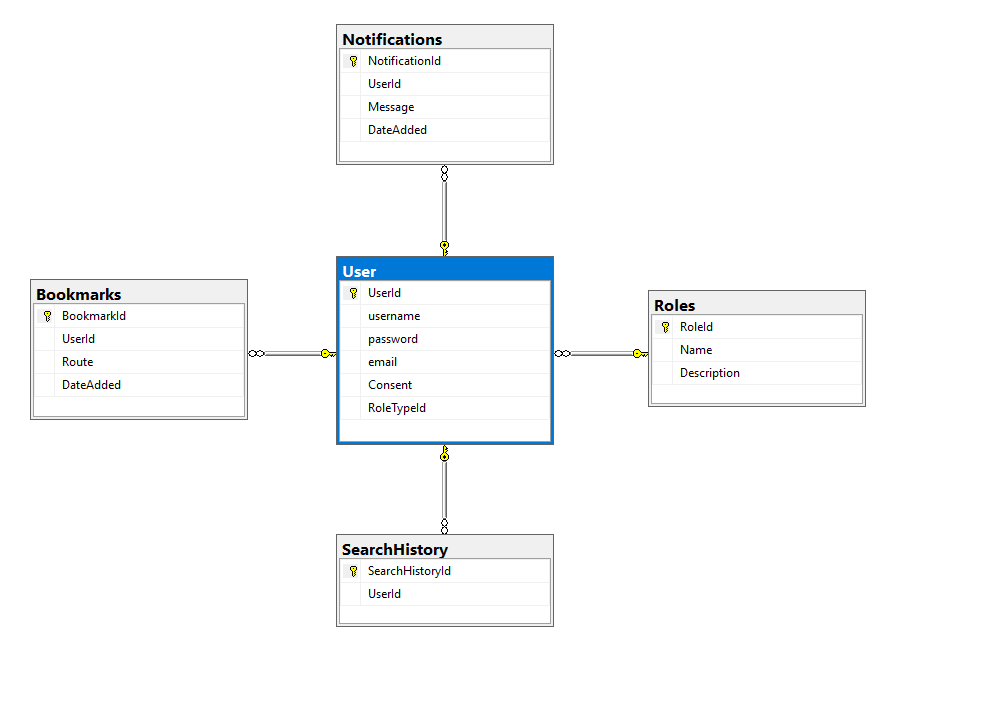 Notifications
NotificationId
UserId
Message
DateAdded
User
UserId
username
password
email
Consent
RoleTypeId
Bookmarks
BookmarkId
UserId
Route
DateAdded
Roles
RoleId
Name
Description
SearchHistory
SearchHistoryId
UserId